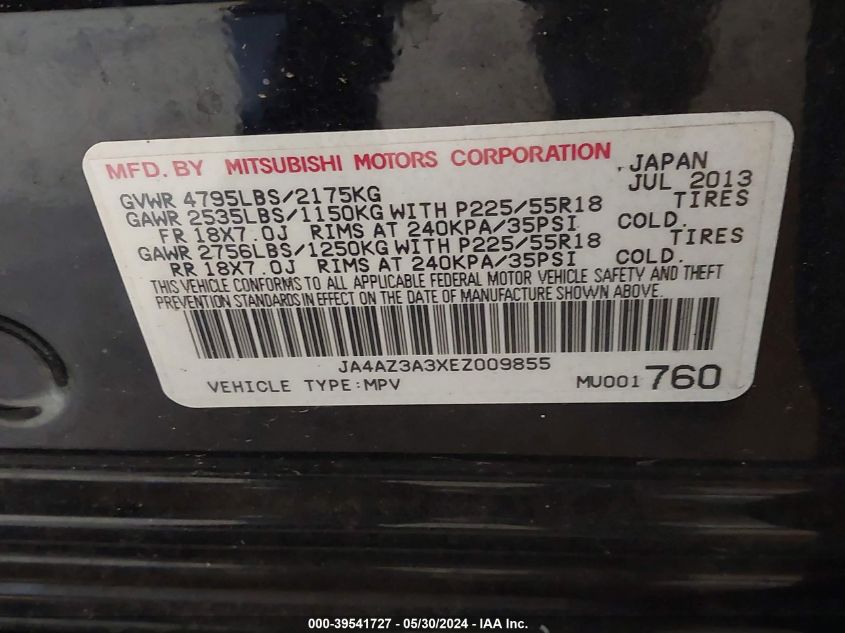 MFD. BY MITSUBISHI MOTORS CORPORATION , JAPAN
GVWR 4795LBS/2175KG JUL 2013
GAWR 2535LBS/1150KG WITH P225/55R18 TIRES
FR 18X7.0J RIMS AT 240KPA/35PSI COLD.
GAWR 2756LBS/1250KG WITH P225/55R18 TIRES
RR 18X7.0J RIMS AT 240KPA/35PSI COLD.
THIS VEHICLE CONFORMS TO ALL APPLICABLE FEDERAL MOTOR VEHICLE SAFETY AND THEFT
PREVENTION STANDARDS IN EFFECT ON THE DATE OF MANUFACTURE SHOWN ABOVE.
JA4AZ3A3XEZ009855
VEHICLE TYPE:MPV MU001 760
000-39541727 - 05/30/2024 - IAA Inc.